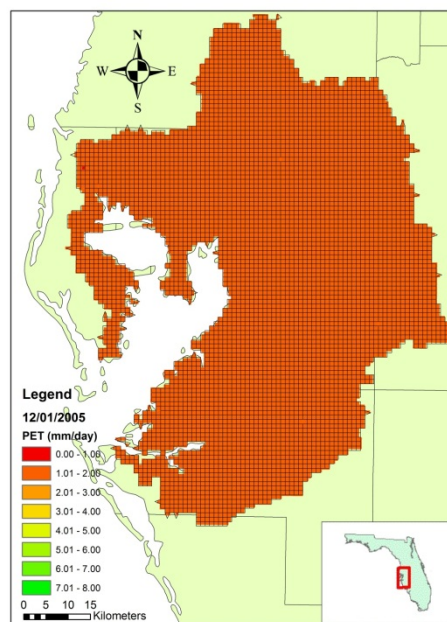 N
W E
S
Legend
12/01/2005
PET (mm/day)
0.00 - 1.00
1.01 - 2.00
2.01 - 3.00
3.01 - 4.00
4.01 - 5.00
5.01 - 6.00
6.01 - 7.00
7.01 - 8.00
0 5 10 15
Kilometers